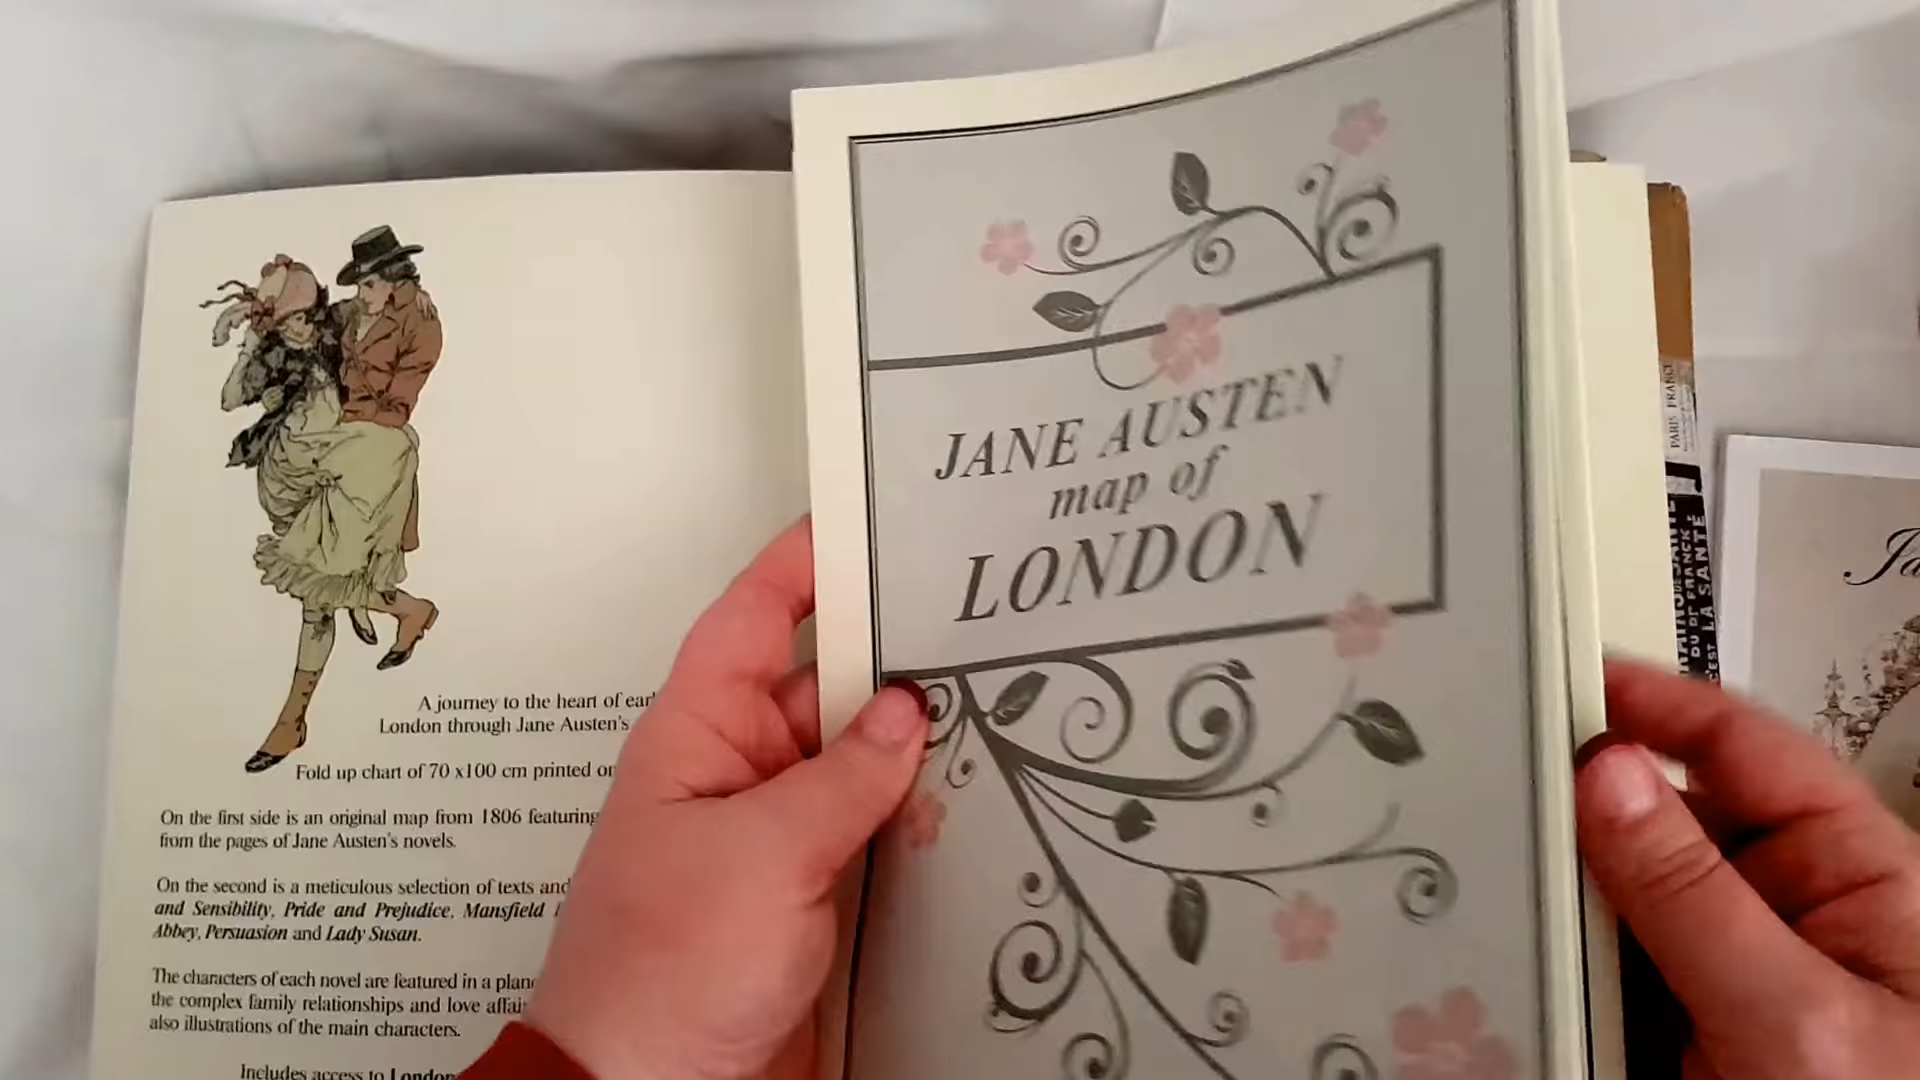 A journey to the heart of
London through Jane Austen's
Fold up chart of 70 x100 cm printed
On the first side is an original map from 1806 featuring
from the pages of Jane Austen's novels.
On the second is a meticulous selection of texts and
and Sensibility, Pride and Prejudice, Mansfield
Abbey, Persuasion and Lady Susan.
The characters of each novel are featured in a
the complex family relationships and love
also illustrations of the main characters.
Includes access to London
JANE AUSTEN
map of
LONDON
PARIS FRANCE
DU DR FRANCK
C'EST LA SANTÉ